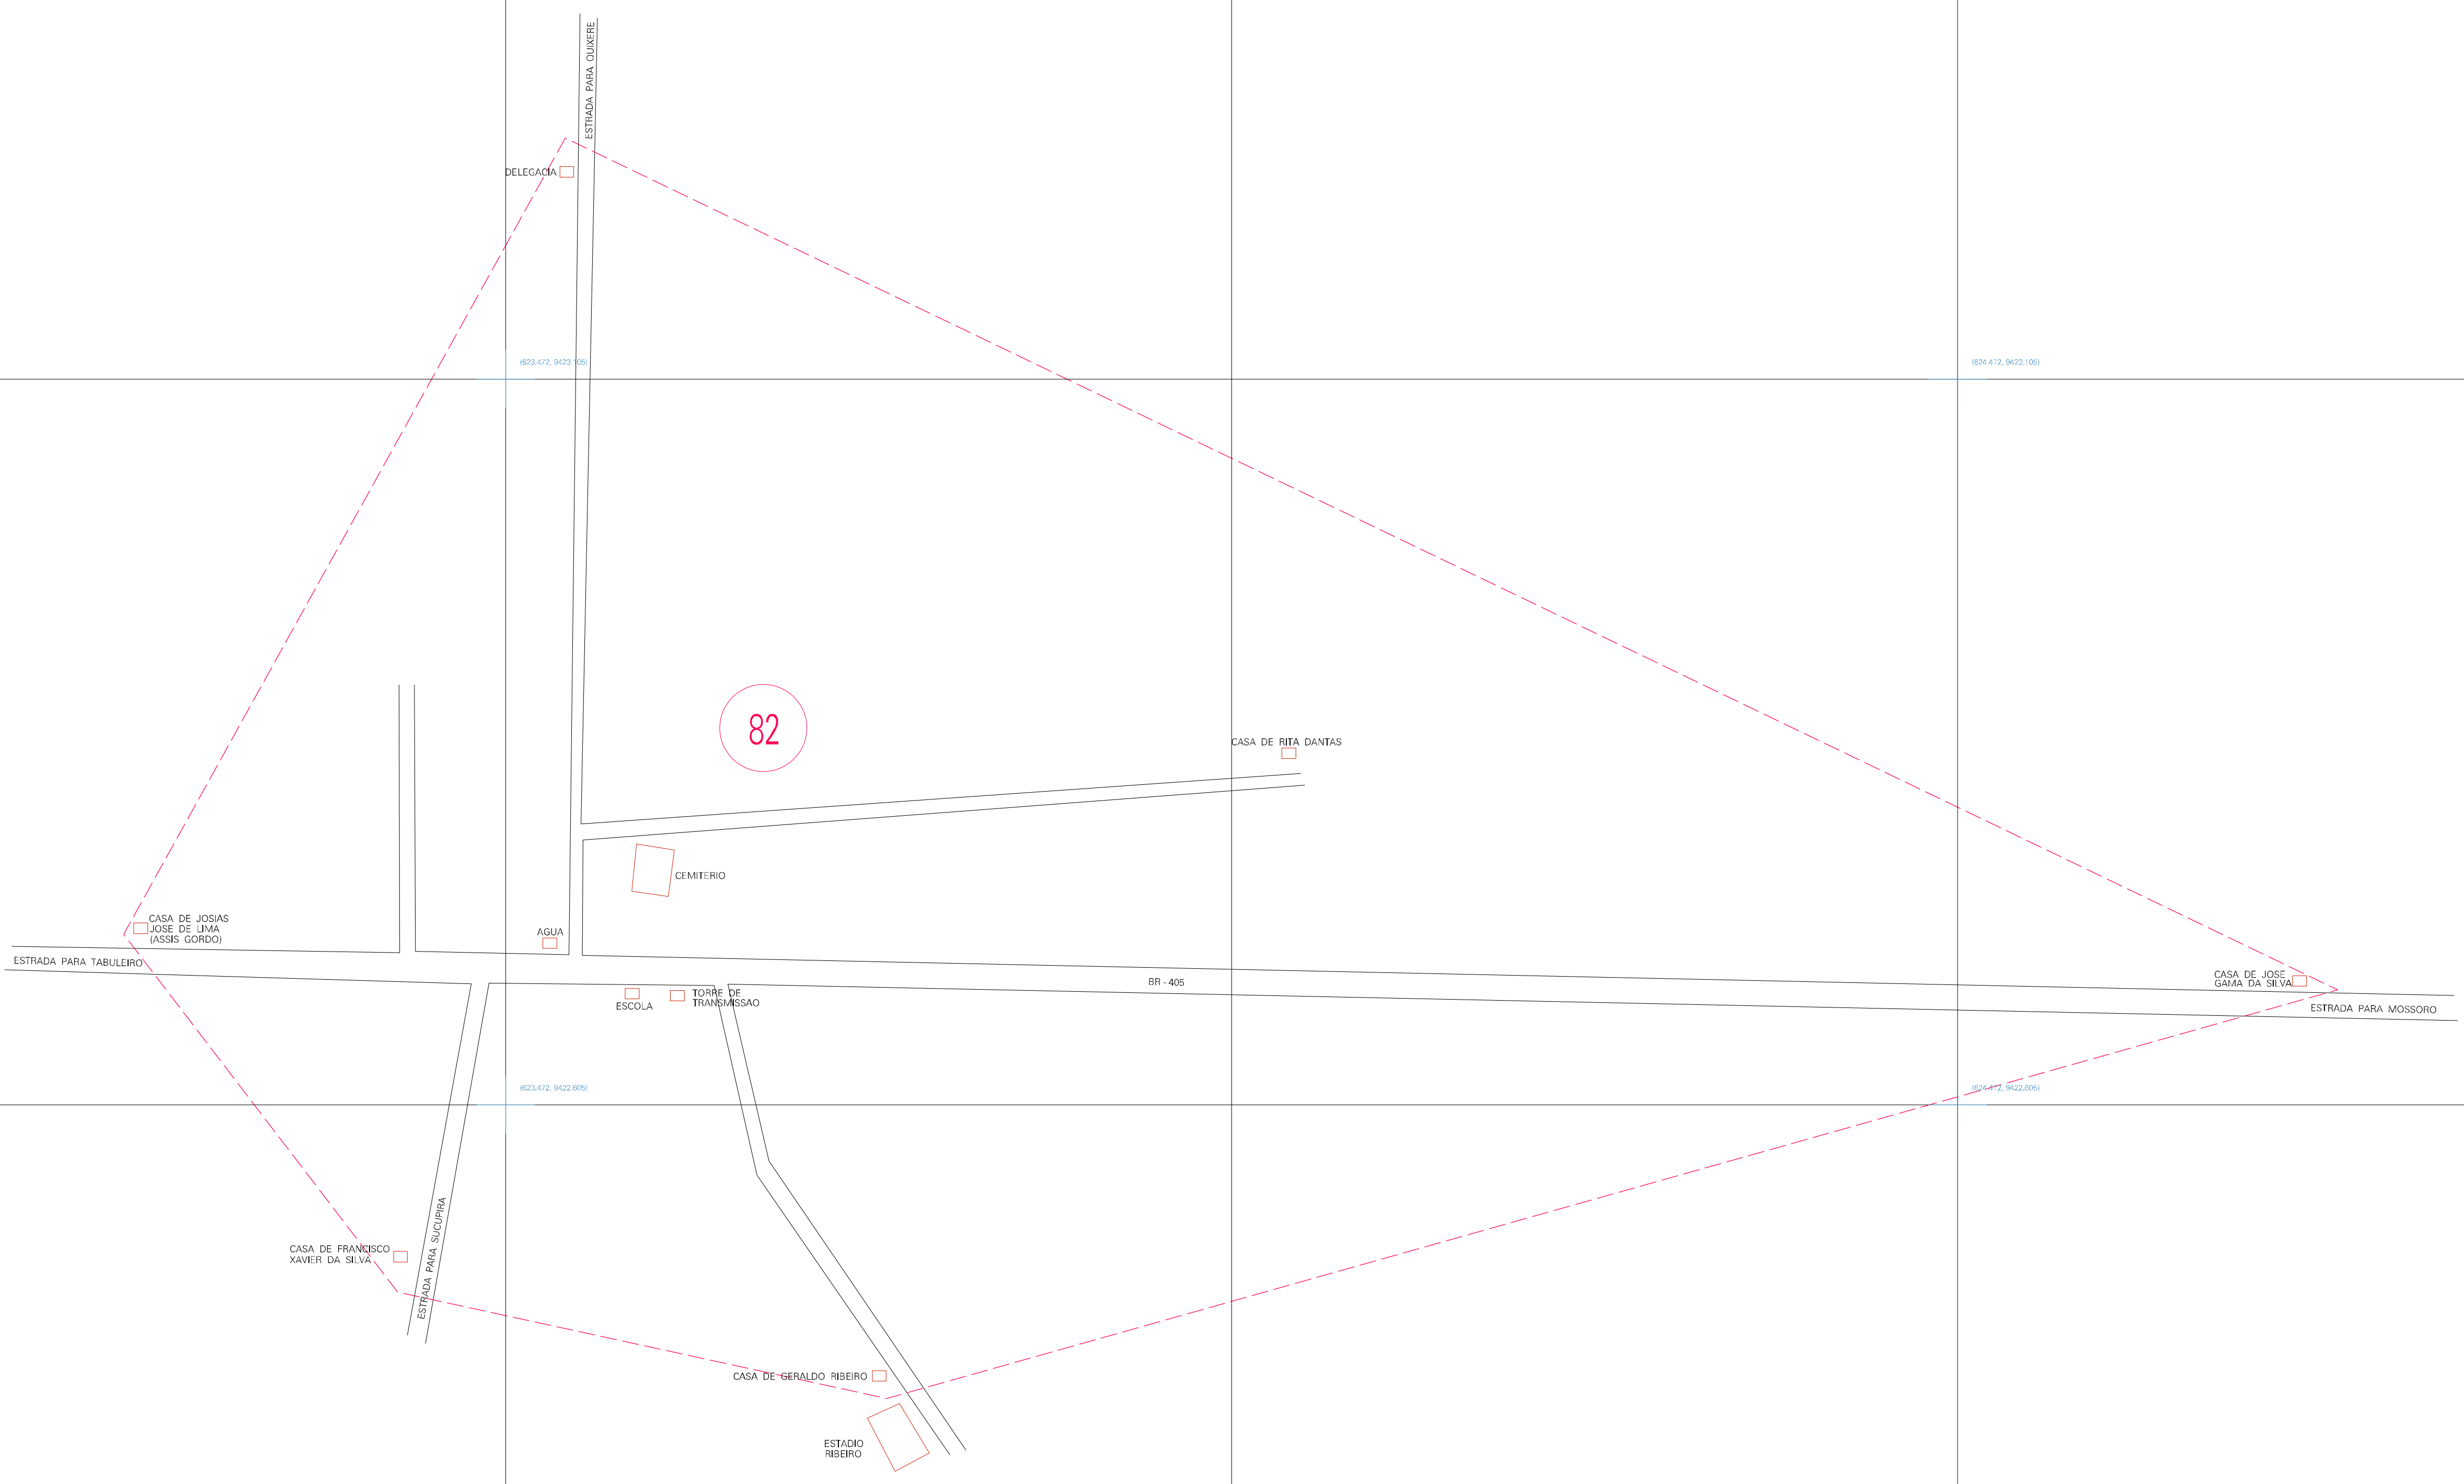 ESTRADA PARA QUIXERE
DELEGACIA
(623.472, 9423.105)
(624.472, 9423.105)
82
CASA DE RITA DANTAS
CEMITERIO
CASA DE JOSIAS
JOSE DE LIMA
(ASSIS GORDO)
AGUA
ESTRADA PARA TABULEIRO
BR - 405
CASA DE JOSE
GAMA DA SILVA
TORRE DE
TRANSMISSAO
ESCOLA
ESTRADA PARA MOSSORO
(623.472, 9422.605)
(624.472, 9422.605)
ESTRADA PARA SUCUPIRA
CASA DE FRANCISCO
XAVIER DA SILVA
CASA DE GERALDO RIBEIRO
ESTADIO
RIBEIRO